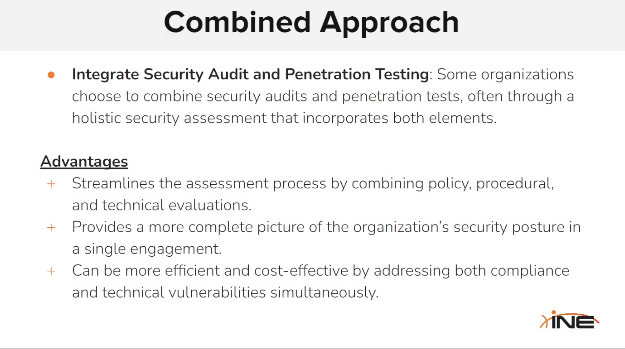 Combined Approach
● Integrate Security Audit and Penetration Testing: Some organizations
choose to combine security audits and penetration tests, often through a
holistic security assessment that incorporates both elements.
Advantages
+ Streamlines the assessment process by combining policy, procedural,
and technical evaluations.
+ Provides a more complete picture of the organization’s security posture in
a single engagement.
+ Can be more efficient and cost-effective by addressing both compliance
and technical vulnerabilities simultaneously.
INE